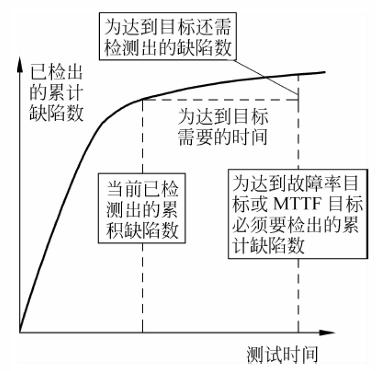 为达到目标还需
检测出的缺陷数
已检出
的累计
缺陷数
为达到目标
需要的时间
当前已检
测出的累
积缺陷数
为达到故障率目
标或 MTTF 目标
必须要检出的累
计缺陷数
测试时间